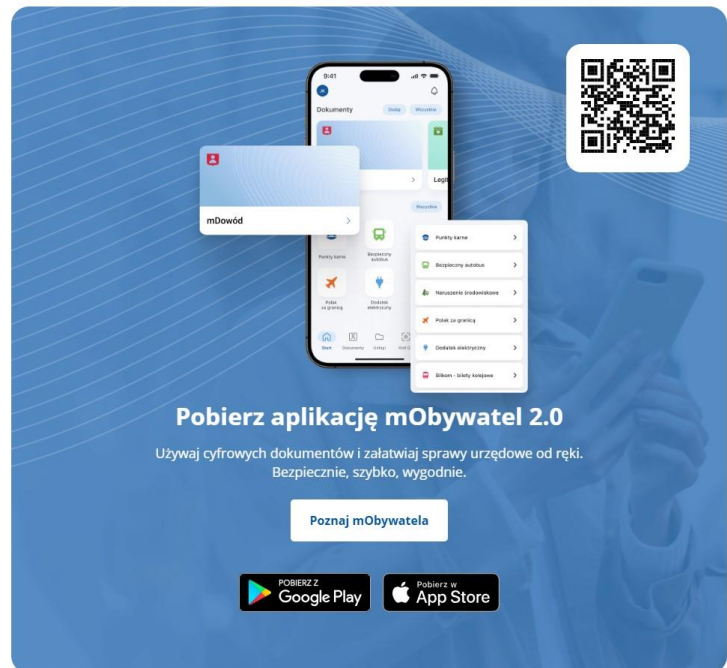 9:41
Dokumenty
Dodaj
Wszystkie
mDowód
Legit
Wszystkie
Punkty karne
Bezpieczny
autobus
Polak
za granicą
Dodatek
elektryczny
Start
Dokumenty
Usługi
Kod Q
Punkty karne
Bezpieczny autobus
Naruszenie środowiskowe
Polak za granicą
Dodatek elektryczny
Bilkom - bilety kolejowe
Pobierz aplikację mObywatel 2.0
Używaj cyfrowych dokumentów i załatwiaj sprawy urzędowe od ręki.
Bezpiecznie, szybko, wygodnie.
Poznaj mObywatela
POBIERZ Z
Google Play
Pobierz w
App Store